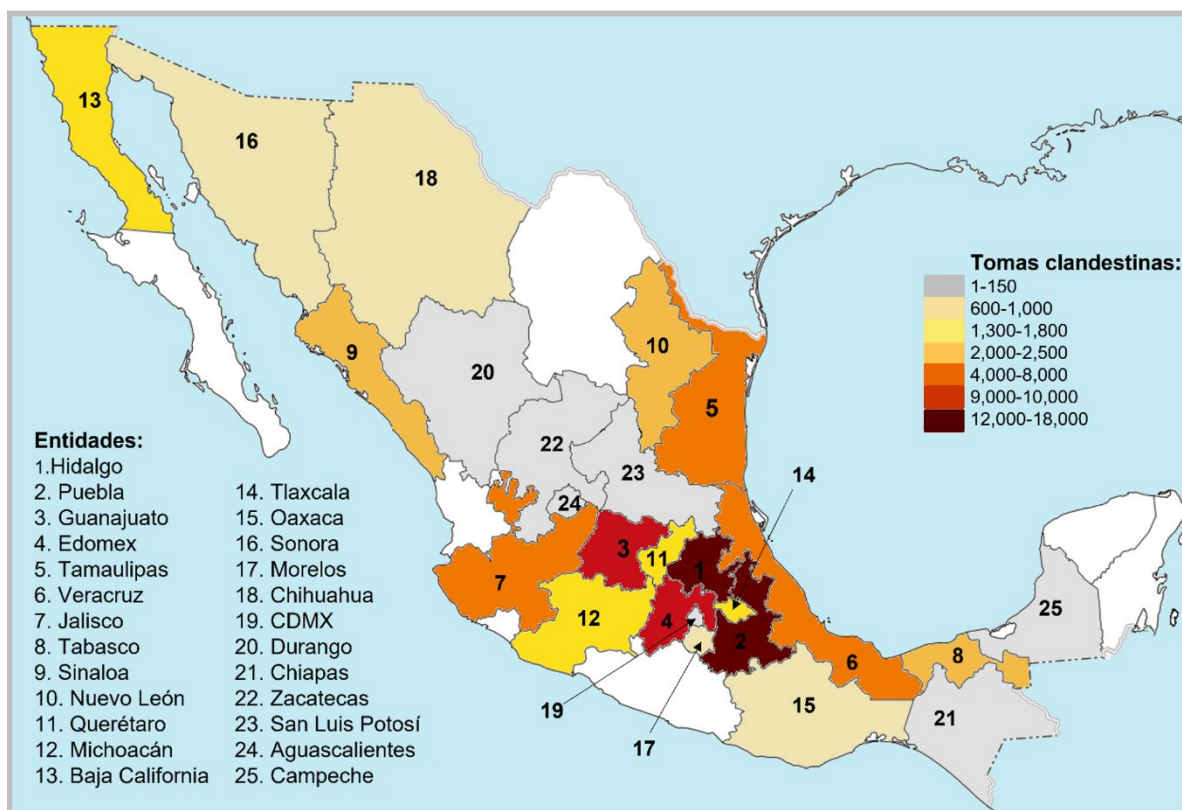 13
16
18
10
9
20
5
22
23
14
24
3
11
1
7
12
4
2
6
8
25
15
21
19
17
Tomas clandestinas:
1-150
600-1,000
1,300-1,800
2,000-2,500
4,000-8,000
9,000-10,000
12,000-18,000
Entidades:
1.Hidalgo
2. Puebla
3. Guanajuato
4. Edomex
5. Tamaulipas
6. Veracruz
7. Jalisco
8. Tabasco
9. Sinaloa
10. Nuevo León
11. Querétaro
12. Michoacán
13. Baja California
14. Tlaxcala
15. Oaxaca
16. Sonora
17. Morelos
18. Chihuahua
19. CDMX
20. Durango
21. Chiapas
22. Zacatecas
23. San Luis Potosí
24. Aguascalientes
25. Campeche